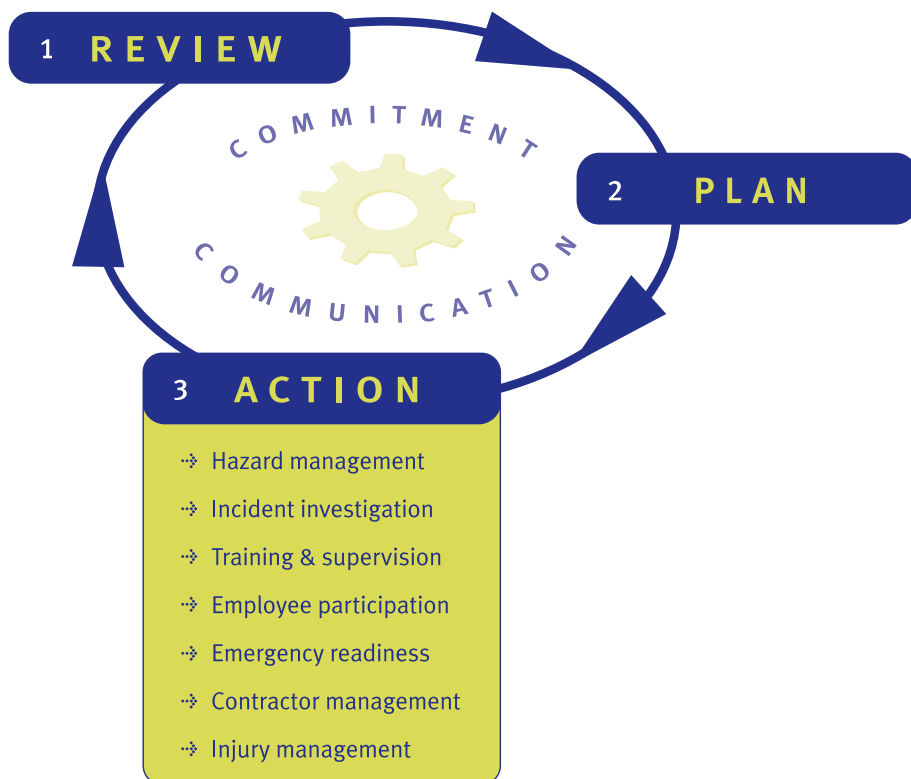 1 REVIEW
COMMITMENT
2 PLAN
COMMUNICATION
3 ACTION
Hazard management
Incident investigation
Training & supervision
Employee participation
Emergency readiness
Contractor management
Injury management